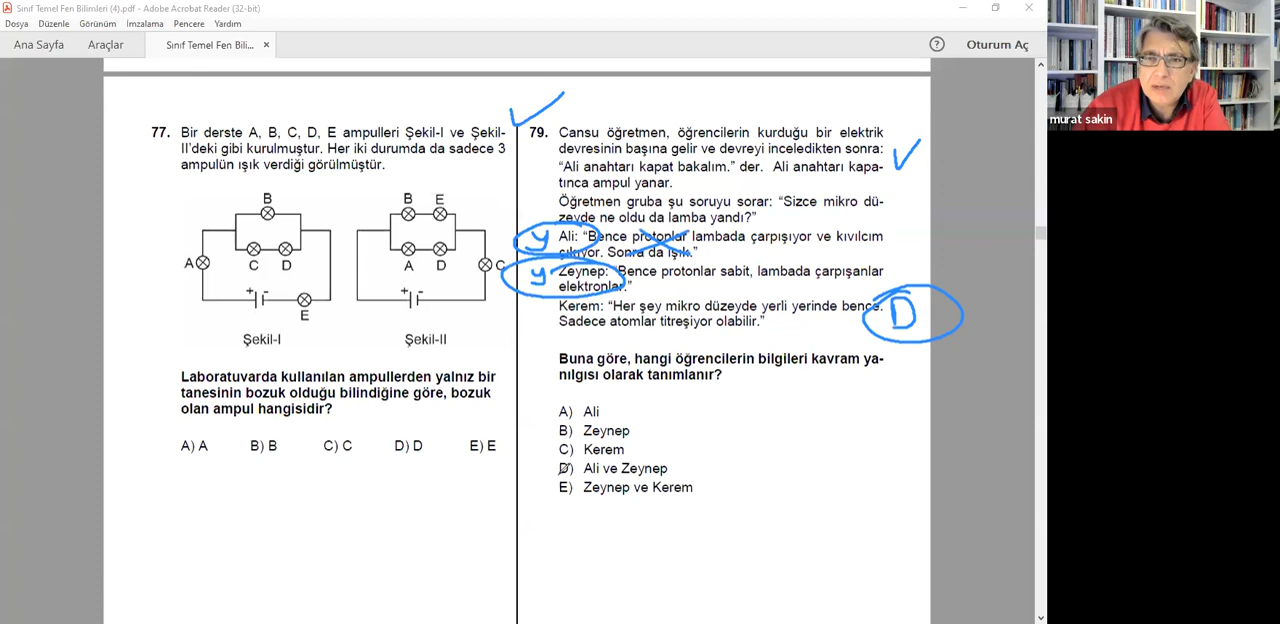 Sınıf Temel Fen Bilimleri (4).pdf - Adobe Acrobat Reader (32-bit)
Dosya Düzenle Görünüm İmzalama Pencere Yardım
Ana Sayfa Araçlar Sınıf Temel Fen Bili... × ? Oturum Aç
murat sakin
77. Bir derste A, B, C, D, E ampulleri Şekil-I ve Şekil-
II'deki gibi kurulmuştur. Her iki durumda da sadece 3
ampulün ışık verdiği görülmüştür.
B
A
C D
+ -
E
Şekil-I
B E
A D
C
+ -
Şekil-II
Laboratuvarda kullanılan ampullerden yalnız bir
tanesinin bozuk olduğu bilindiğine göre, bozuk
olan ampul hangisidir?
A) A B) B C) C D) D E) E
79. Cansu öğretmen, öğrencilerin kurduğu bir elektrik
devresinin başına gelir ve devreyi inceledikten sonra:
“Ali anahtarı kapat bakalım.” der. Ali anahtarı kapa-
tınca ampul yanar.
Öğretmen gruba şu soruyu sorar: “Sizce mikro dü-
zeyde ne oldu da lamba yandı?”
y Ali: “Bence protonlar lambada çarpışıyor ve kıvılcım
çıkıyor. Sonra da ışık.”
y Zeynep: “Bence protonlar sabit, lambada çarpışanlar
elektronlar.”
Kerem: “Her şey mikro düzeyde yerli yerinde bence.
Sadece atomlar titreşiyor olabilir.”
D
Buna göre, hangi öğrencilerin bilgileri kavram ya-
nılgısı olarak tanımlanır?
A) Ali
B) Zeynep
C) Kerem
D) Ali ve Zeynep
E) Zeynep ve Kerem